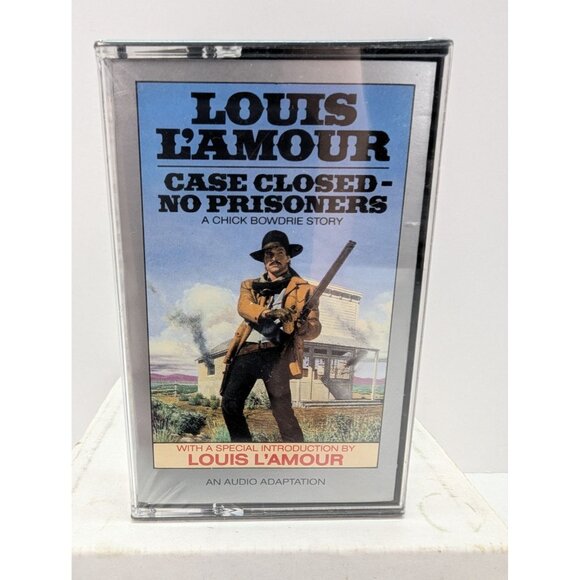 LOUIS
L'AMOUR
CASE CLOSED-
NO PRISONERS
A CHICK BOWDRIE STORY
WITH A SPECIAL INTRODUCTION BY
LOUIS L'AMOUR
AN AUDIO ADAPTATION